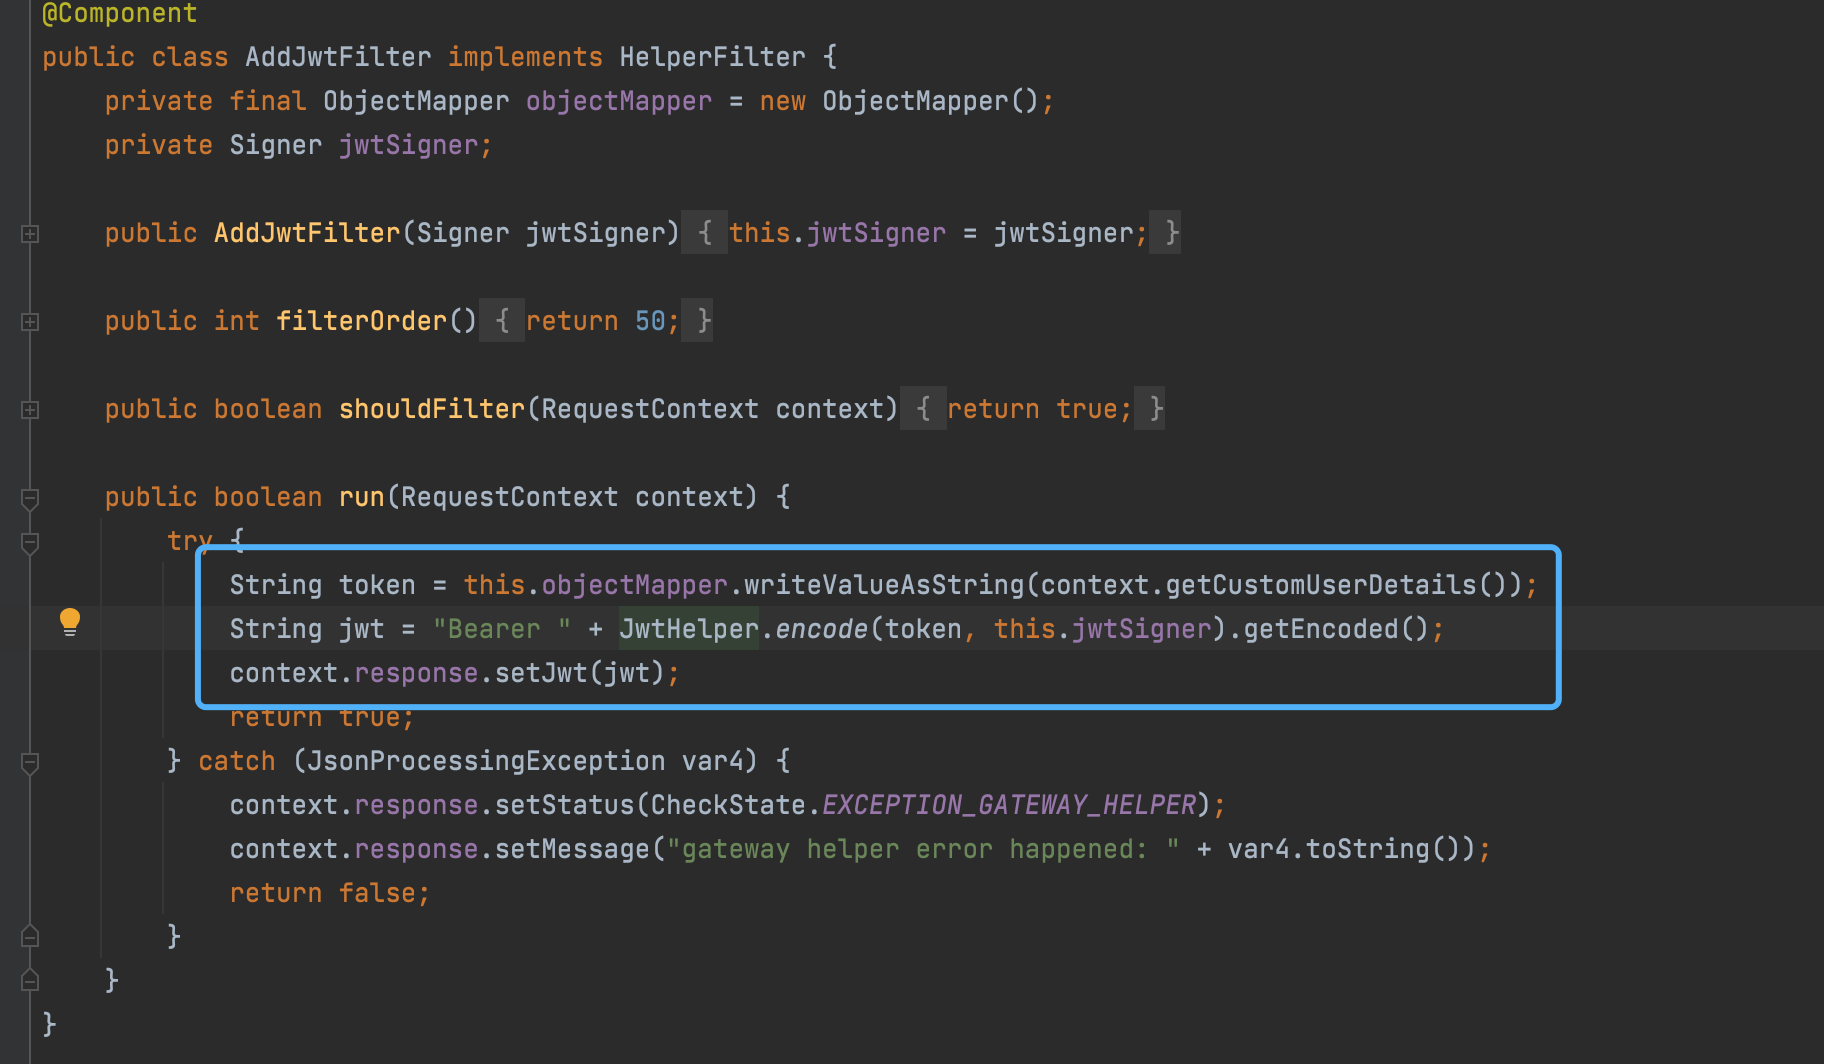 @Component
public class AddJwtFilter implements HelperFilter {
private final ObjectMapper objectMapper = new ObjectMapper();
private Signer jwtSigner;
public AddJwtFilter(Signer jwtSigner) { this.jwtSigner = jwtSigner; }
public int filterOrder() { return 50; }
public boolean shouldFilter(RequestContext context) { return true; }
public boolean run(RequestContext context) {
try {
String token = this.objectMapper.writeValueAsString(context.getCustomUserDetails());
String jwt = "Bearer " + JwtHelper.encode(token, this.jwtSigner).getEncoded();
context.response.setJwt(jwt);
return true;
} catch (JsonProcessingException var4) {
context.response.setStatus(CheckState.EXCEPTION_GATEWAY_HELPER);
context.response.setMessage("gateway helper error happened: " + var4.toString());
return false;
}
}
}